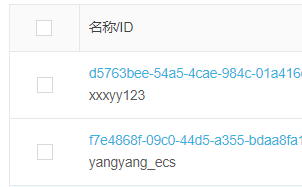 名称/ID
d5763bee-54a5-4cae-984c-01a416
xxxyy123
f7e4868f-09c0-44d5-a355-bdaa8fa1
yangyang_ecs